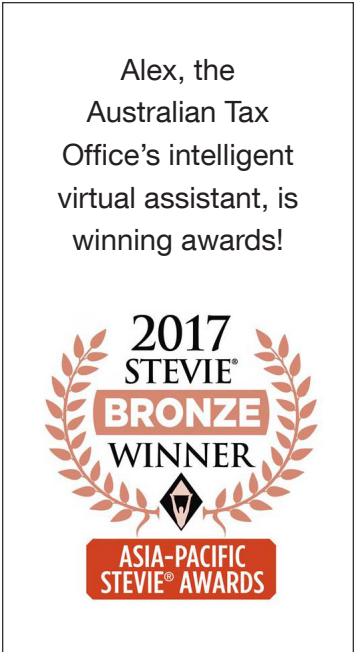 Alex, the
Australian Tax
Office’s intelligent
virtual assistant, is
winning awards!
2017
STEVIE®
BRONZE
WINNER
ASIA-PACIFIC
STEVIE® AWARDS